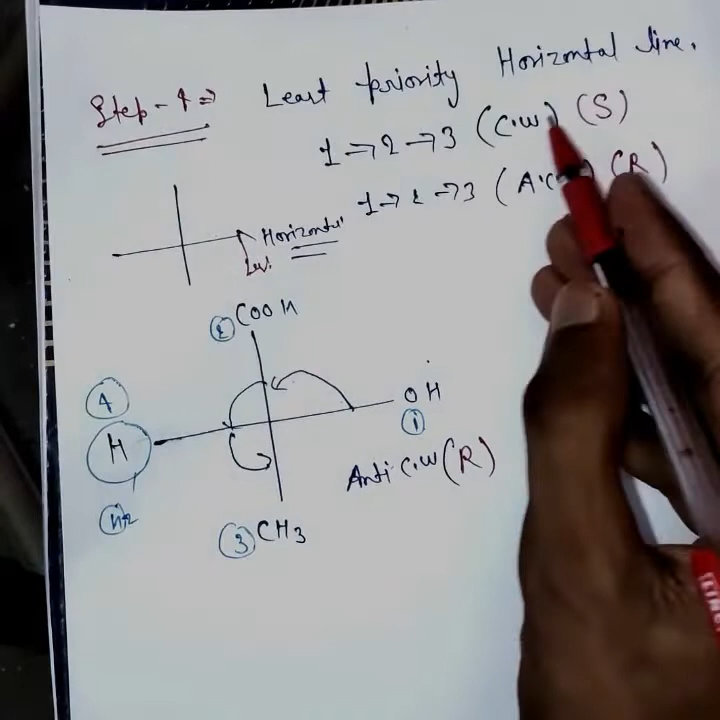 Step-4 ⇒ Least priority Horizontal line.
1→2→3 (C.W) (S)
1→2→3 (A.C ) (R)
Horizontal
② COOH
④
H
OH
①
Anti C.W (R)
③ CH3